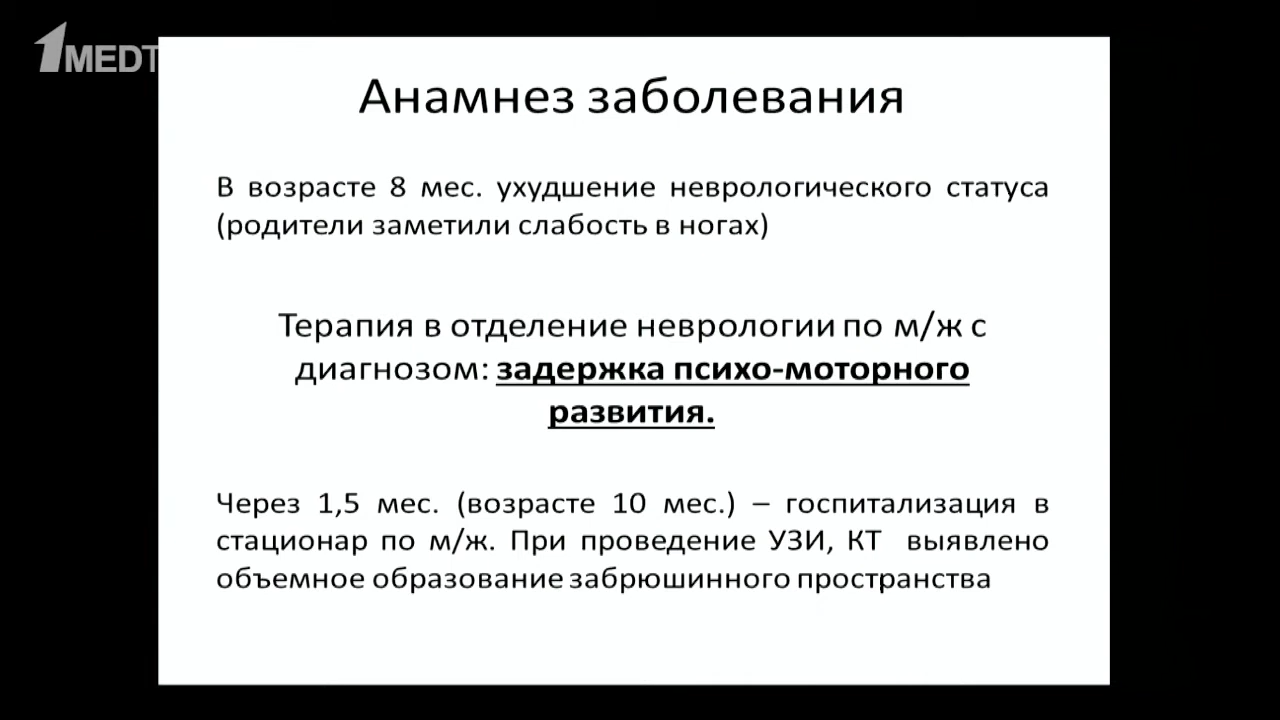 1MEDT
Анамнез заболевания
В возрасте 8 мес. ухудшение неврологического статуса
(родители заметили слабость в ногах)
Терапия в отделение неврологии по м/ж с
диагнозом: задержка психо-моторного
развития.
Через 1,5 мес. (возрасте 10 мес.) – госпитализация в
стационар по м/ж. При проведение УЗИ, КТ выявлено
объемное образование забрюшинного пространства